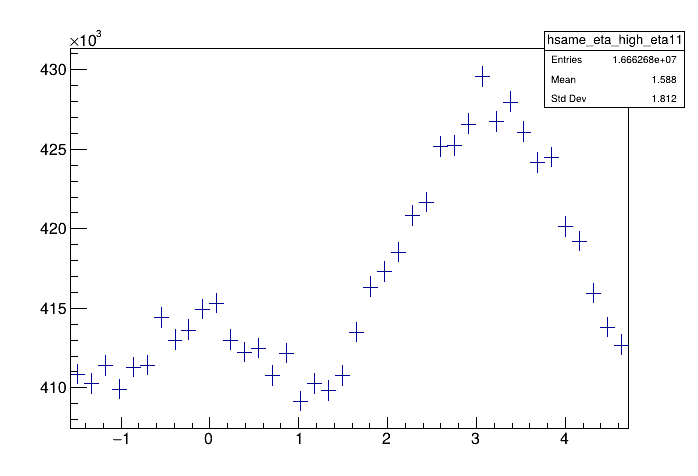 ×10³
hsame_eta_high_eta11
Entries 1.666268e+07
Mean 1.588
Std Dev 1.812
430
425
420
415
410
−1 0 1 2 3 4